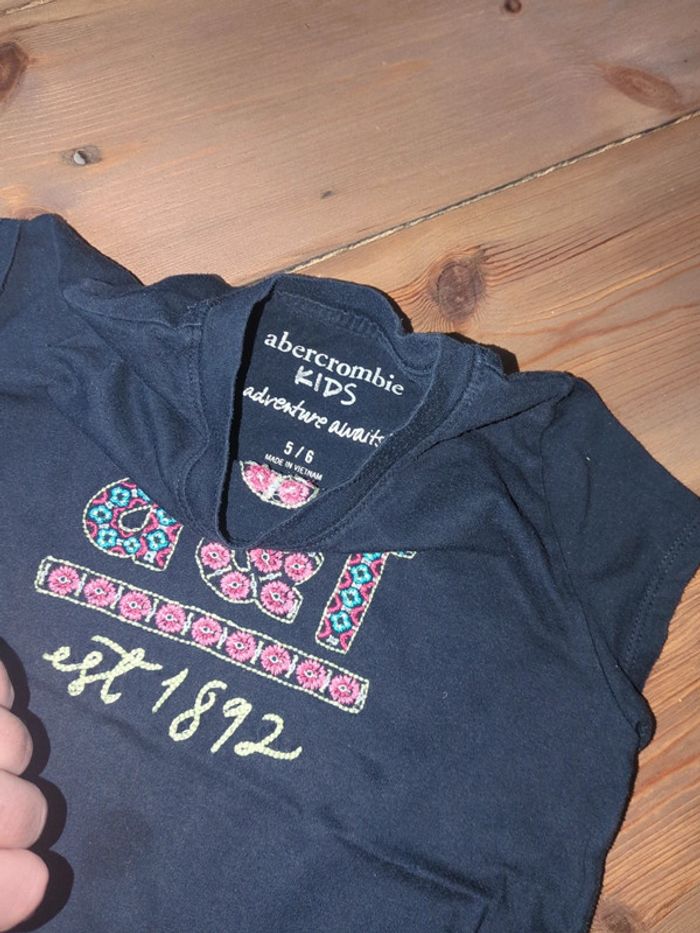 abercrombie
KIDS
adventure awaits
5 / 6
MADE IN VIETNAM
est 1892